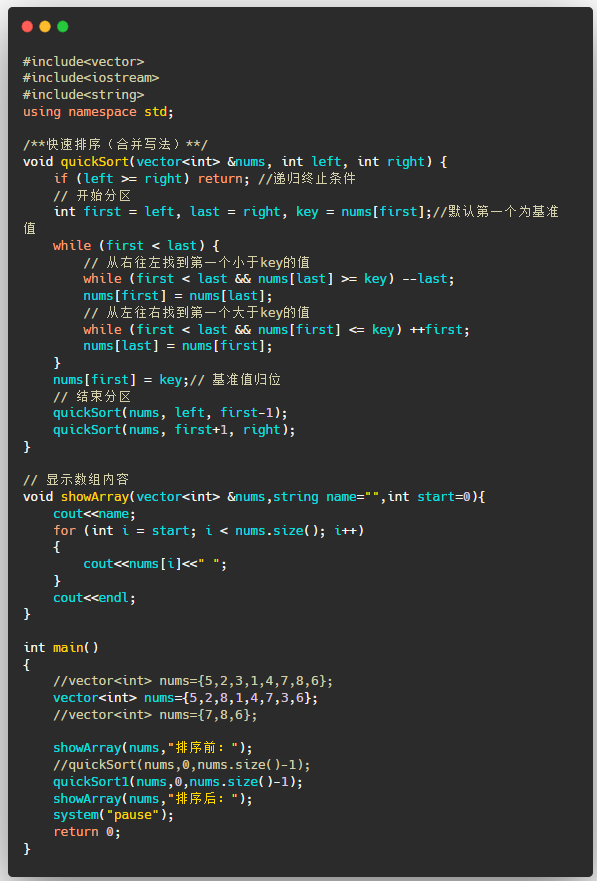 #include<vector>
#include<iostream>
#include<string>
using namespace std;

/**快速排序（合并写法）**/
void quickSort(vector<int> &nums, int left, int right) {
    if (left >= right) return; //递归终止条件
    // 开始分区
    int first = left, last = right, key = nums[first];//默认第一个为基准
值
    while (first < last) {
        // 从右往左找到第一个小于key的值
        while (first < last && nums[last] >= key) --last;
        nums[first] = nums[last];
        // 从左往右找到第一个大于key的值
        while (first < last && nums[first] <= key) ++first;
        nums[last] = nums[first];
    }
    nums[first] = key;// 基准值归位
    // 结束分区
    quickSort(nums, left, first-1);
    quickSort(nums, first+1, right);
}

// 显示数组内容
void showArray(vector<int> &nums,string name="",int start=0){
    cout<<name;
    for (int i = start; i < nums.size(); i++)
    {
        cout<<nums[i]<<" ";
    }
    cout<<endl;
}

int main()
{
    //vector<int> nums={5,2,3,1,4,7,8,6};
    vector<int> nums={5,2,8,1,4,7,3,6};
    //vector<int> nums={7,8,6};

    showArray(nums,"排序前：");
    //quickSort(nums,0,nums.size()-1);
    quickSort1(nums,0,nums.size()-1);
    showArray(nums,"排序后：");
    system("pause");
    return 0;
}